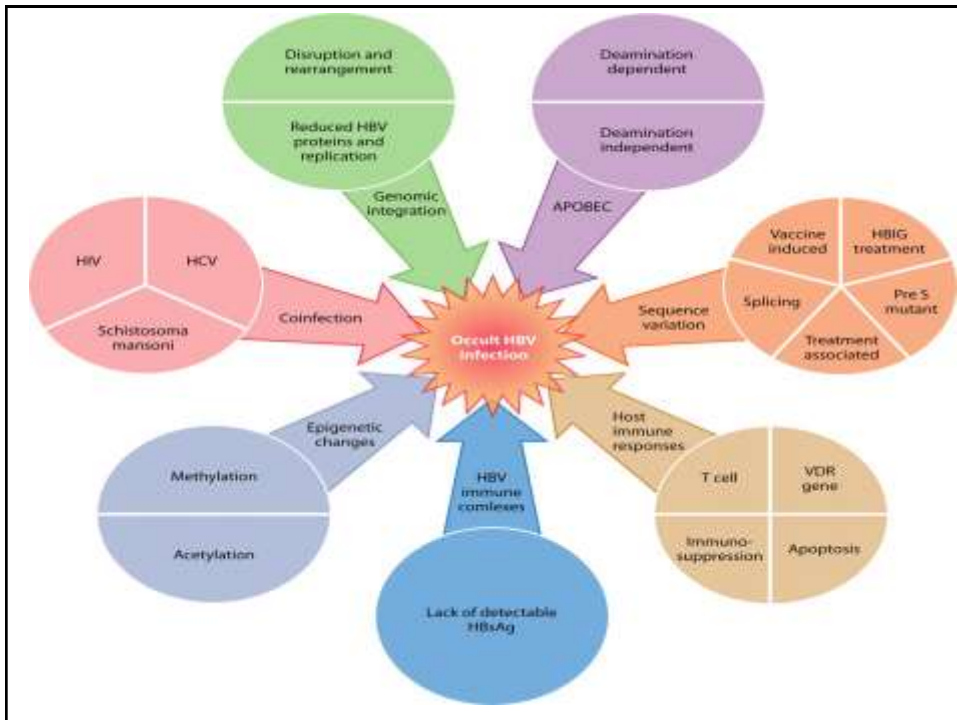 Disruption and
rearrangement
Reduced HBV
proteins and
replication
Genomic
integration
Deamination
dependent
Deamination
independent
APOBEC
HIV
HCV
Schistosoma
mansoni
Coinfection
Occult HBV
infection
Sequence
variation
Vaccine
induced
HBIG
treatment
Splicing
Pre S
mutant
Treatment
associated
Epigenetic
changes
Methylation
Acetylation
HBV
immune
comlexes
Lack of detectable
HBsAg
Host
immune
responses
T cell
VDR
gene
Immuno-
suppression
Apoptosis